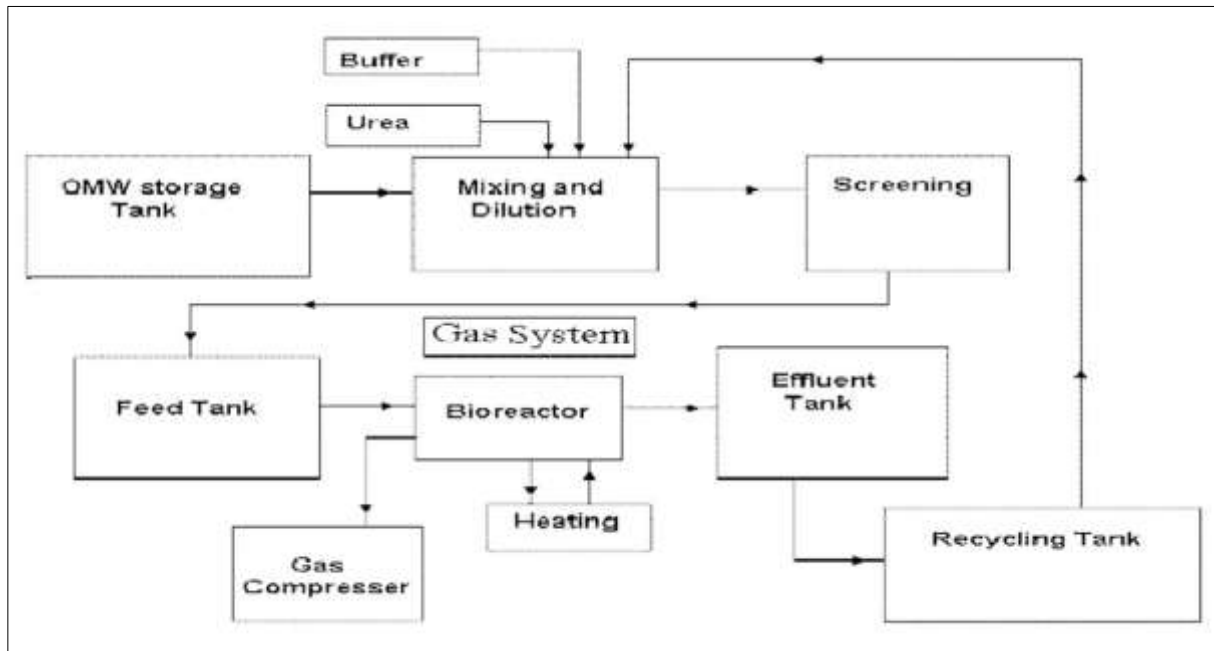 Buffer
Urea
OMW storage
Tank
Mixing and
Dilution
Screening
Gas System
Feed Tank
Bioreactor
Effluent
Tank
Heating
Gas
Compresser
Recycling Tank